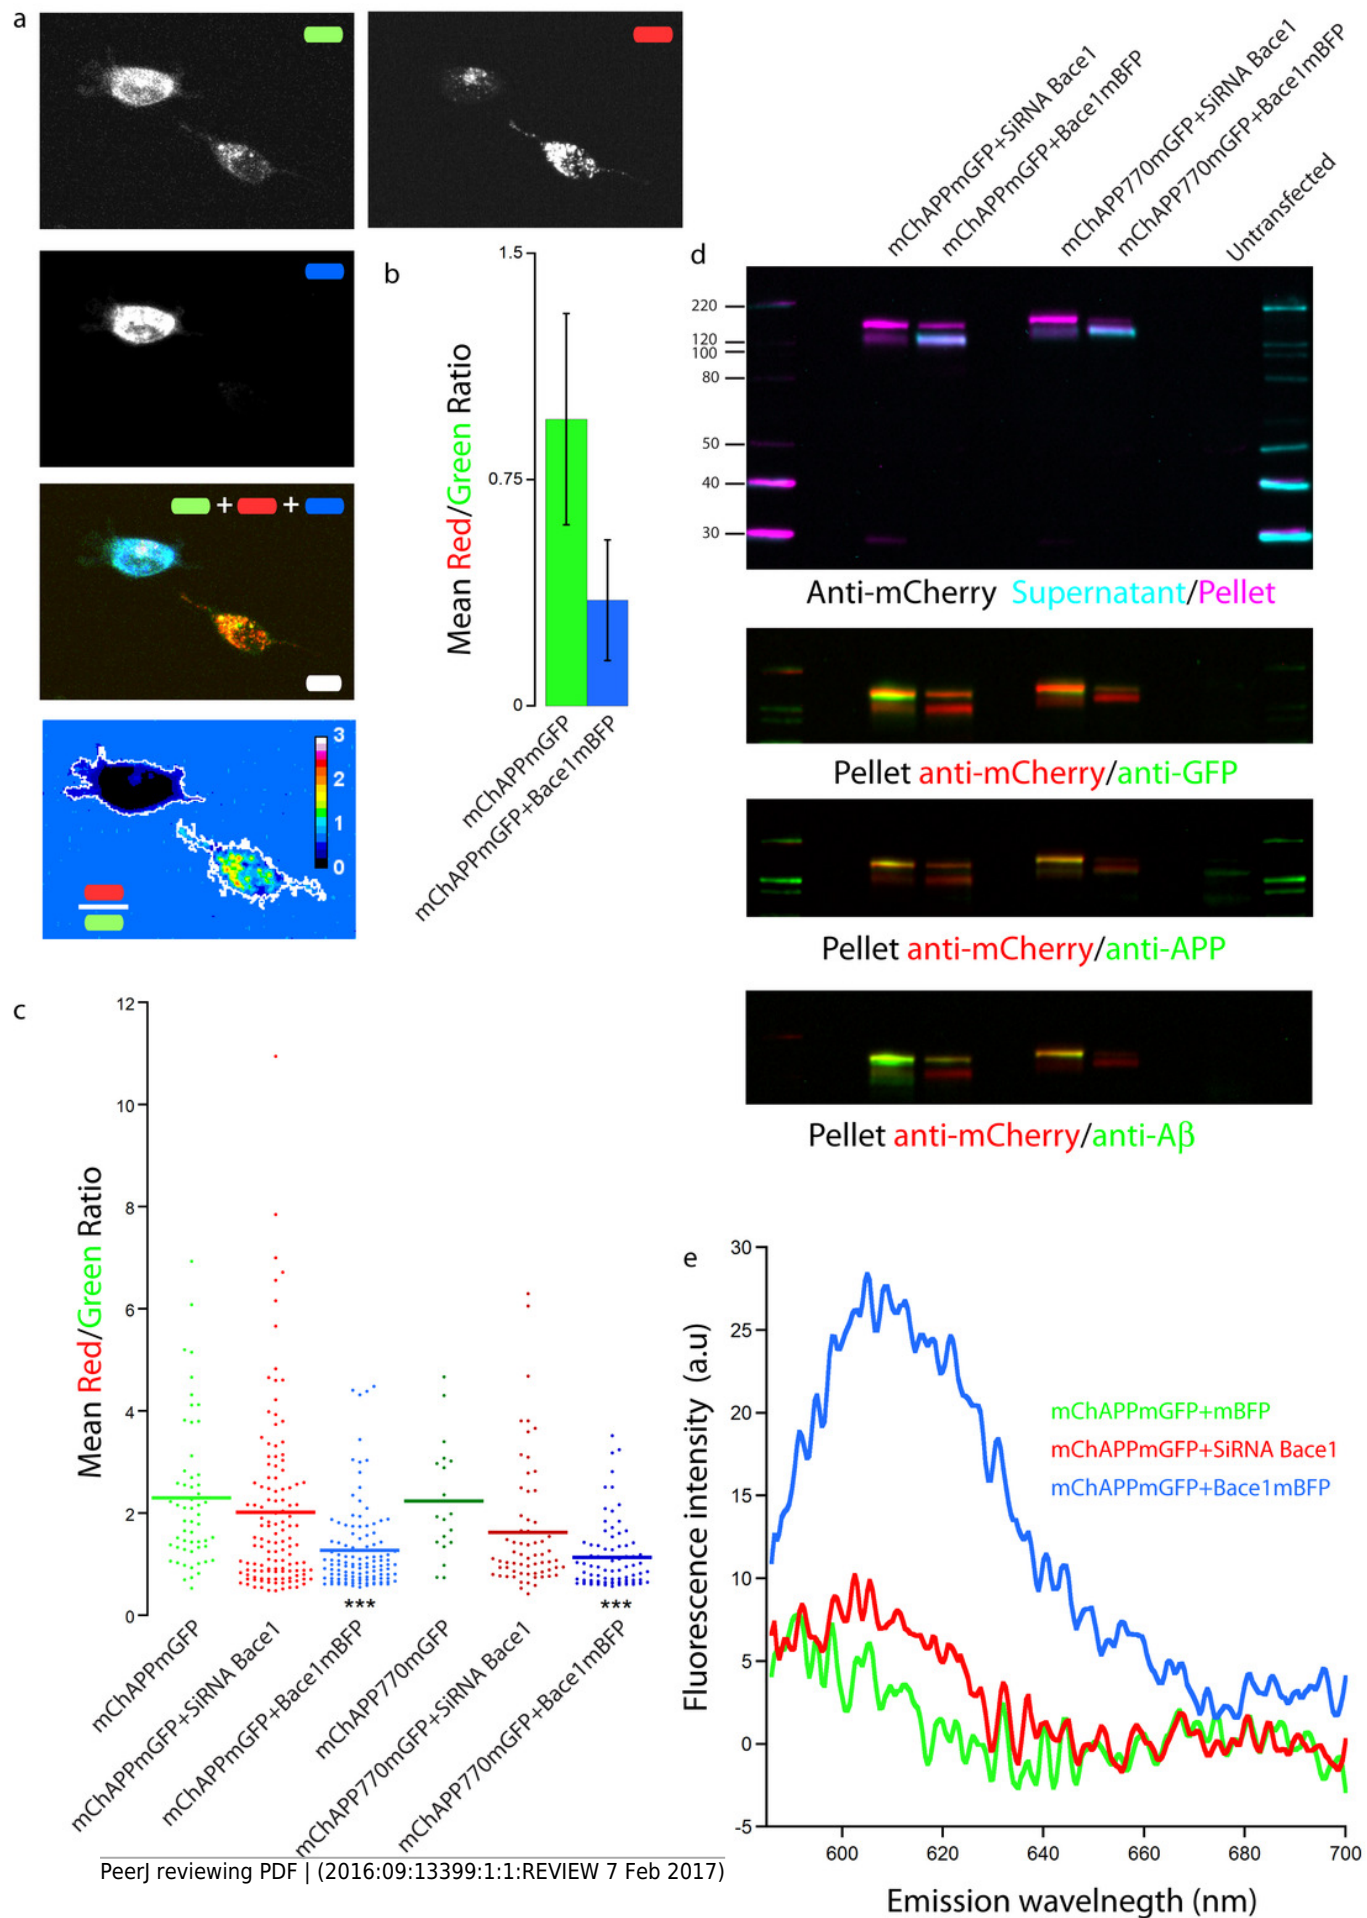 a
+ +
3
2
1
0
b
1.5
0.75
0
Mean Red/Green Ratio
mChAPPmGFP
mChAPPmGFP+Bace1mBFP
d
mChAPPmGFP+SiRNA Bace1
mChAPPmGFP+Bace1mBFP
mChAPP770mGFP+SiRNA Bace1
mChAPP770mGFP+Bace1mBFP
Untransfected
220
120
100
80
50
40
30
Anti-mCherry Supernatant/Pellet
Pellet anti-mCherry/anti-GFP
Pellet anti-mCherry/anti-APP
Pellet anti-mCherry/anti-Aβ
c
12
10
8
6
4
2
0
Mean Red/Green Ratio
***
***
mChAPPmGFP
mChAPPmGFP+SiRNA Bace1
mChAPPmGFP+Bace1mBFP
mChAPP770mGFP
mChAPP770mGFP+SiRNA Bace1
mChAPP770mGFP+Bace1mBFP
e
30
25
20
15
10
5
0
-5
Fluorescence intensity (a.u)
mChAPPmGFP+mBFP
mChAPPmGFP+SiRNA Bace1
mChAPPmGFP+Bace1mBFP
600 620 640 660 680 700
Emission wavelnegth (nm)
PeerJ reviewing PDF | (2016:09:13399:1:1:REVIEW 7 Feb 2017)